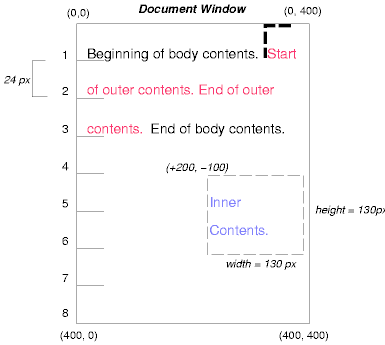 Document Window
(0,0)
(0, 400)
1 Beginning of body contents. Start
24 px
2 of outer contents. End of outer
3 contents. End of body contents.
4
(+200, −100)
5 Inner
height = 130px
6 Contents.
width = 130 px
7
8
(400, 0)
(400, 400)